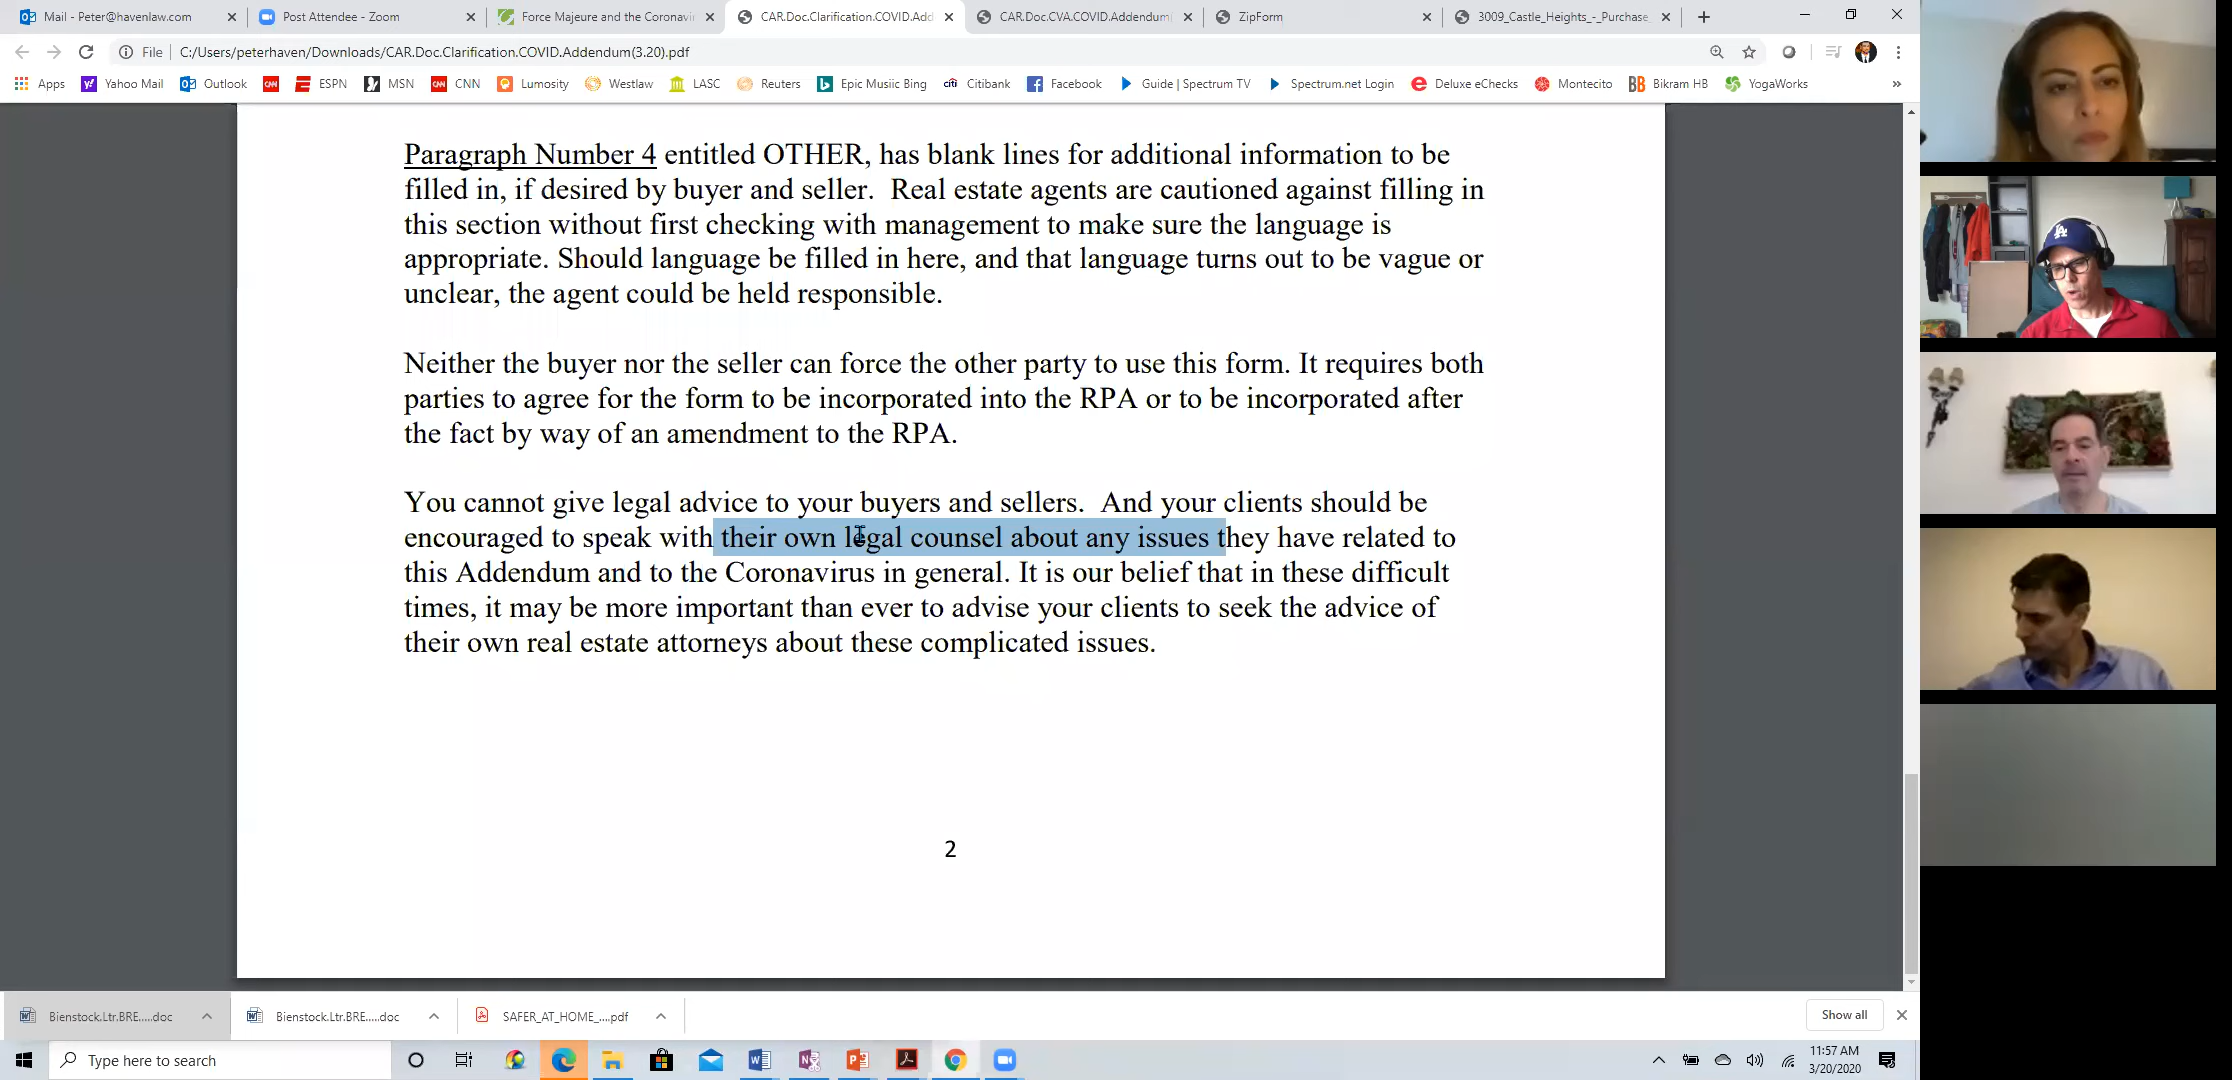 Mail - Peter@havenlaw.com
Post Attendee - Zoom
Force Majeure and the Coronavi
CAR.Doc.Clarification.COVID.Add
CAR.Doc.CVA.COVID.Addendum
ZipForm
3009_Castle_Heights_-_Purchase
File
C:/Users/peterhaven/Downloads/CAR.Doc.Clarification.COVID.Addendum(3.20).pdf
Apps
Yahoo Mail
Outlook
CNN
ESPN
MSN
CNN
Lumosity
Westlaw
LASC
Reuters
Epic Musiic Bing
citi Citibank
Facebook
Guide | Spectrum TV
Spectrum.net Login
Deluxe eChecks
Montecito
BB Bikram HB
YogaWorks
Paragraph Number 4 entitled OTHER, has blank lines for additional information to be
filled in, if desired by buyer and seller. Real estate agents are cautioned against filling in
this section without first checking with management to make sure the language is
appropriate. Should language be filled in here, and that language turns out to be vague or
unclear, the agent could be held responsible.
Neither the buyer nor the seller can force the other party to use this form. It requires both
parties to agree for the form to be incorporated into the RPA or to be incorporated after
the fact by way of an amendment to the RPA.
You cannot give legal advice to your buyers and sellers. And your clients should be
encouraged to speak with their own legal counsel about any issues they have related to
this Addendum and to the Coronavirus in general. It is our belief that in these difficult
times, it may be more important than ever to advise your clients to seek the advice of
their own real estate attorneys about these complicated issues.
2
LA
Bienstock.Ltr.BRE.....doc
Bienstock.Ltr.BRE.....doc
SAFER_AT_HOME_....pdf
Show all
Type here to search
11:57 AM
3/20/2020